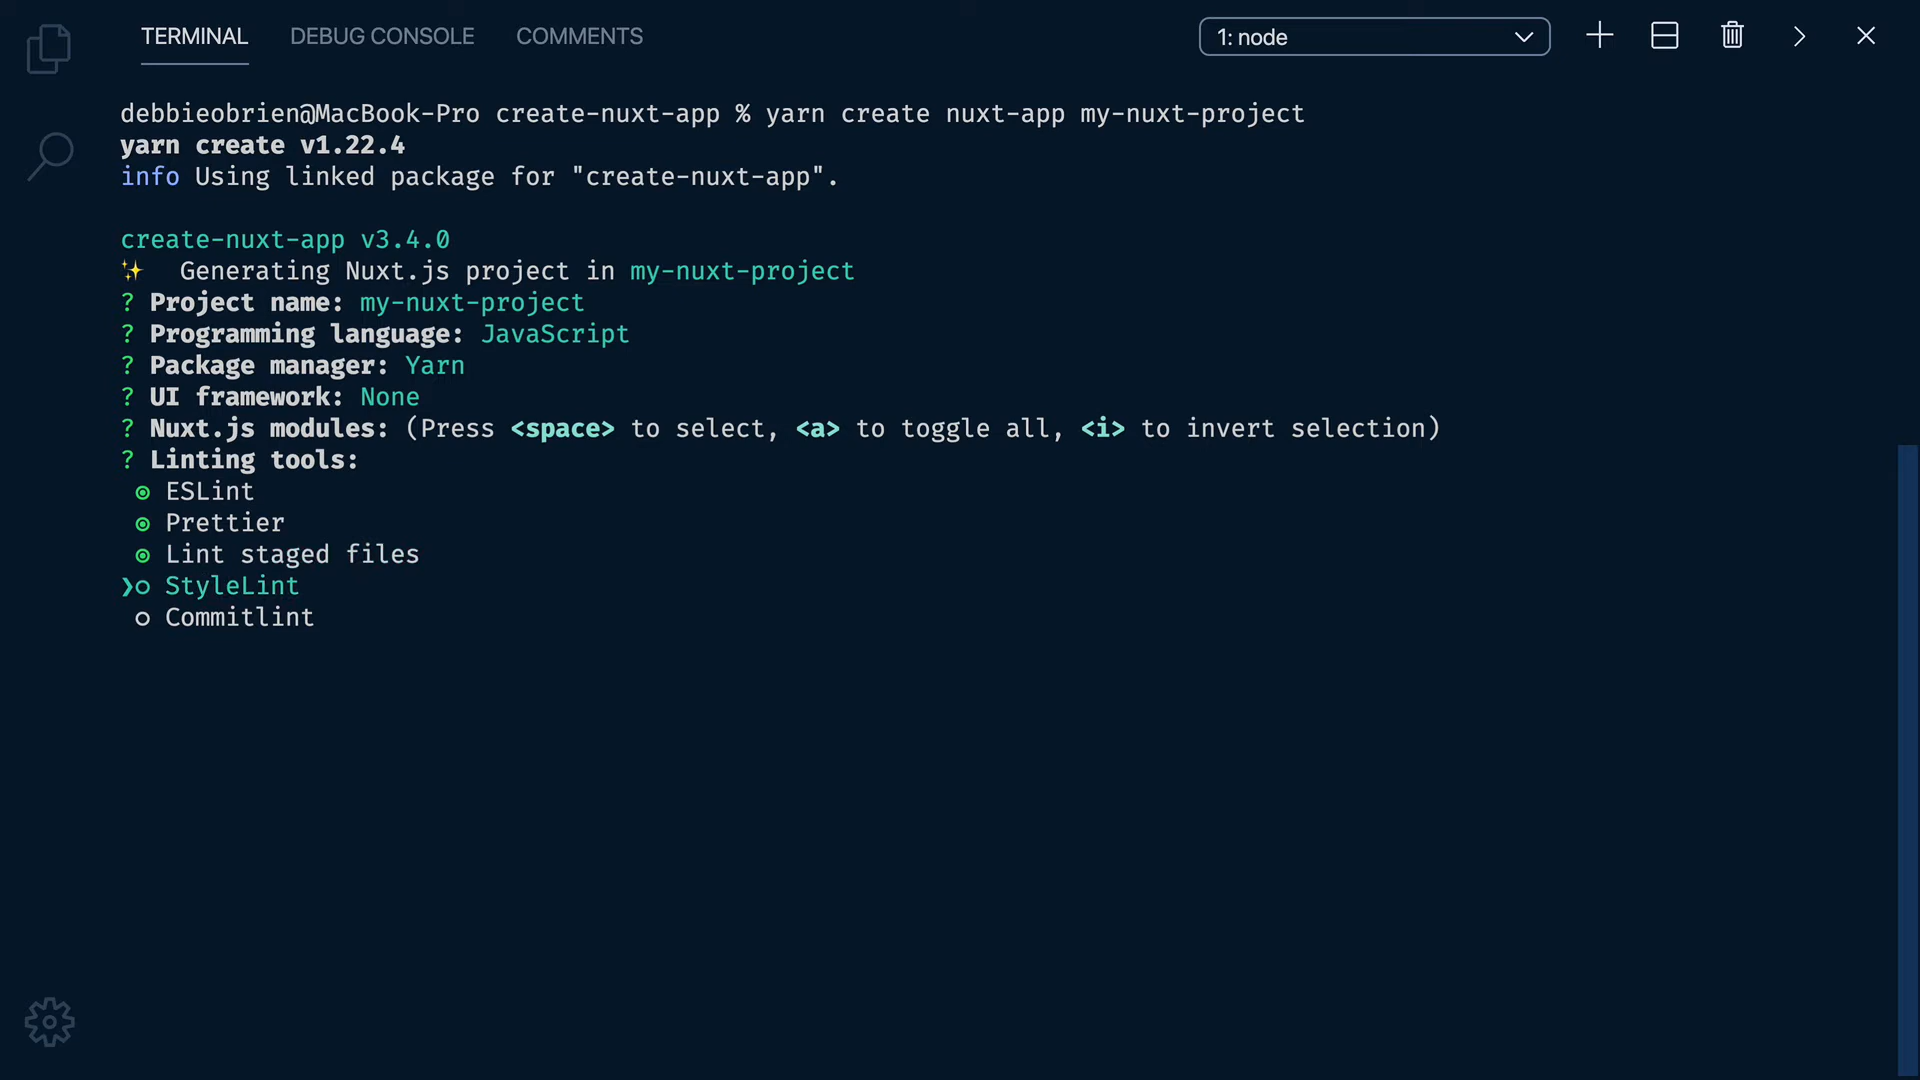 TERMINAL DEBUG CONSOLE COMMENTS 1: node
debbieobrien@MacBook-Pro create-nuxt-app % yarn create nuxt-app my-nuxt-project
yarn create v1.22.4
info Using linked package for "create-nuxt-app".
create-nuxt-app v3.4.0
✨ Generating Nuxt.js project in my-nuxt-project
? Project name: my-nuxt-project
? Programming language: JavaScript
? Package manager: Yarn
? UI framework: None
? Nuxt.js modules: (Press <space> to select, <a> to toggle all, <i> to invert selection)
? Linting tools:
◉ ESLint
◉ Prettier
◉ Lint staged files
❯◯ StyleLint
◯ Commitlint